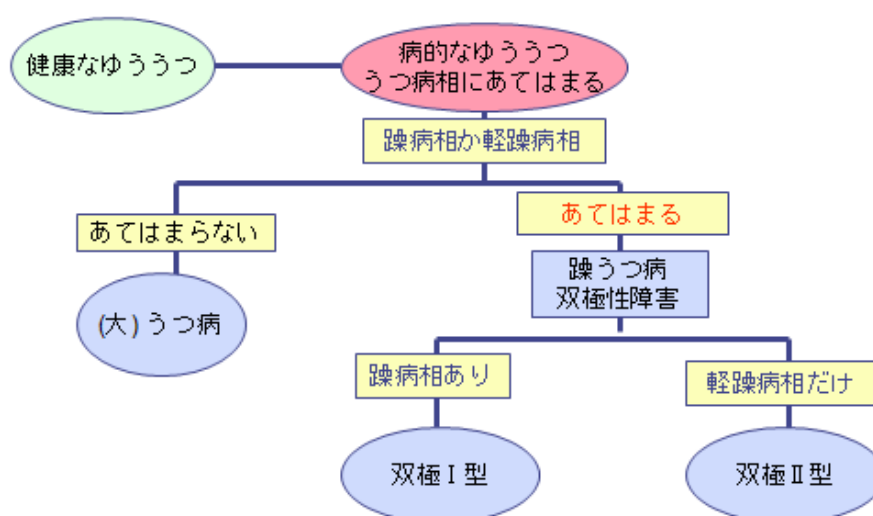 健康なゆううつ
病的なゆううつ
うつ病相にあてはまる
躁病相か軽躁病相
あてはまらない
あてはまる
(大)うつ病
躁うつ病
双極性障害
躁病相あり
軽躁病相だけ
双極Ⅰ型
双極Ⅱ型